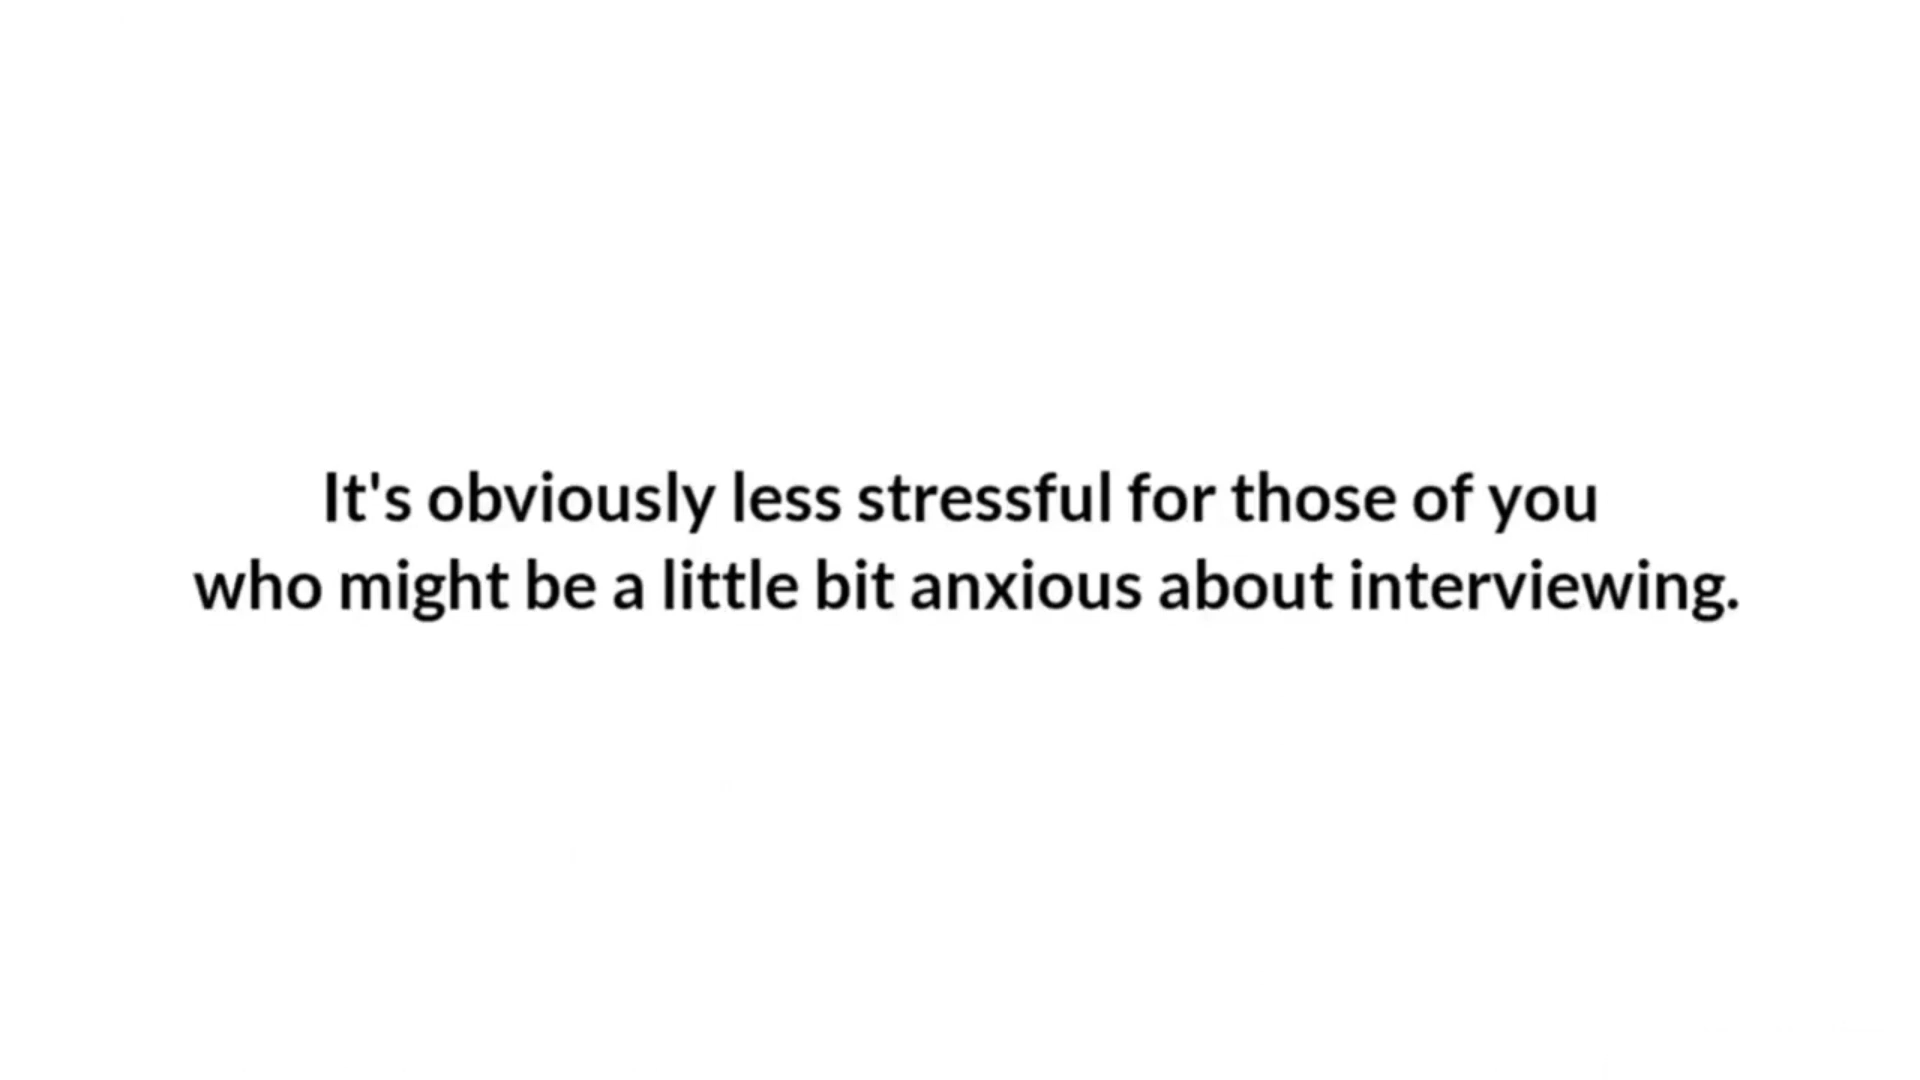 It's obviously less stressful for those of you
who might be a little bit anxious about interviewing.